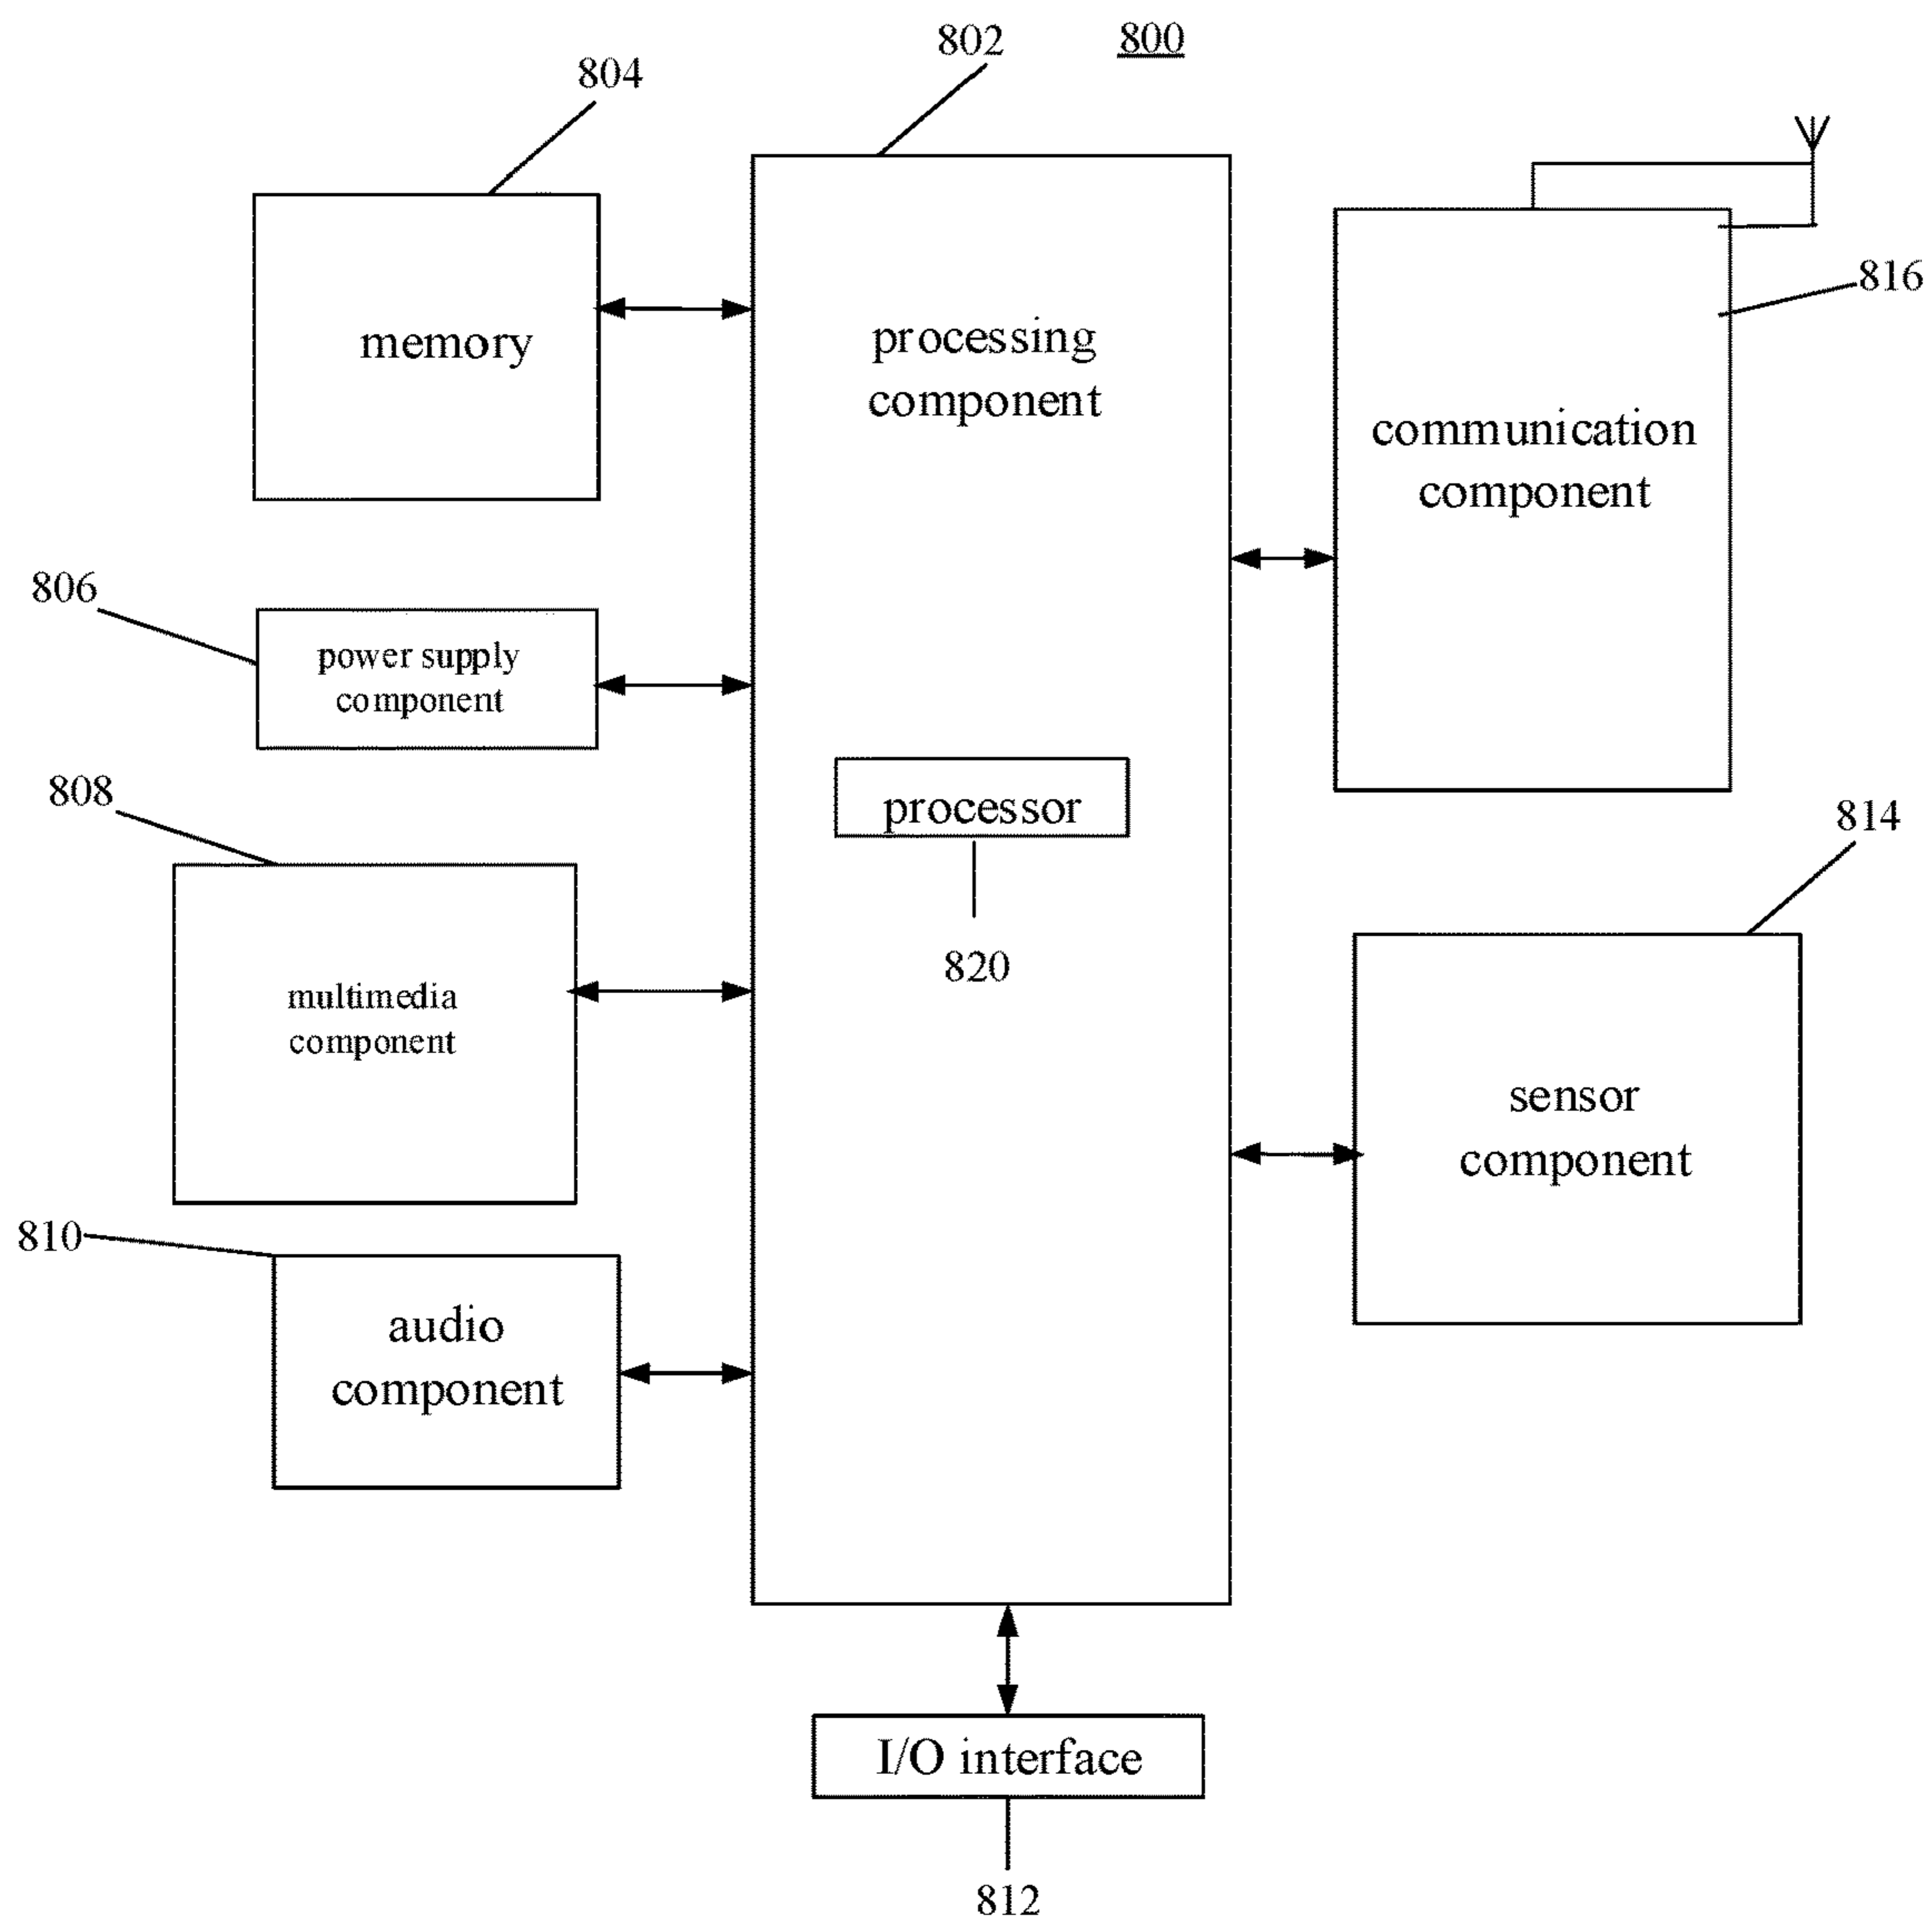 802
800
804
memory
processing
component
816
communication
component
806
power supply
component
808
processor
814
820
multimedia
component
sensor
component
810
audio
component
I/O interface
812